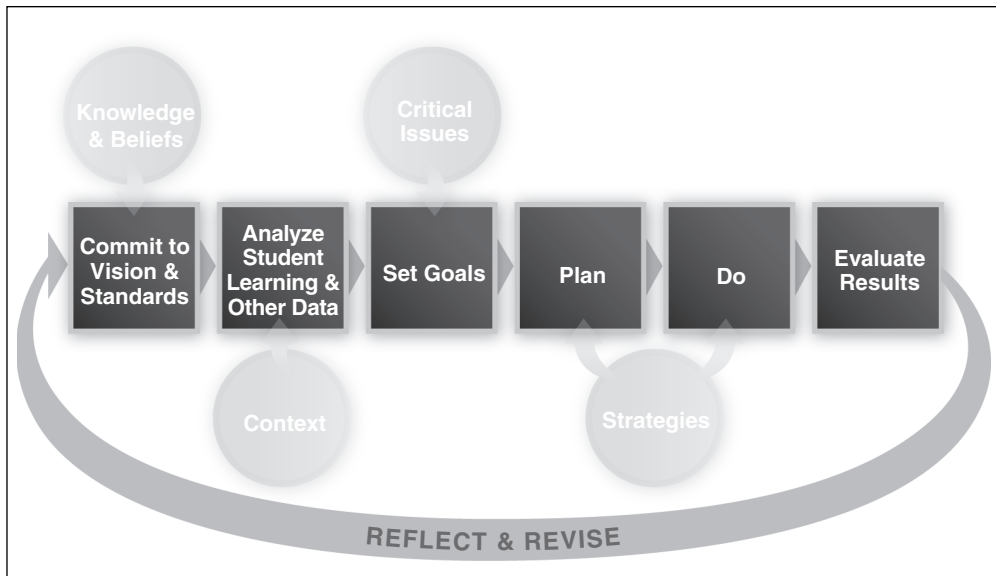 Knowledge
& Beliefs
Critical
Issues
Commit to
Vision &
Standards
Analyze
Student
Learning &
Other Data
Set Goals
Plan
Do
Evaluate
Results
Context
Strategies
REFLECT & REVISE